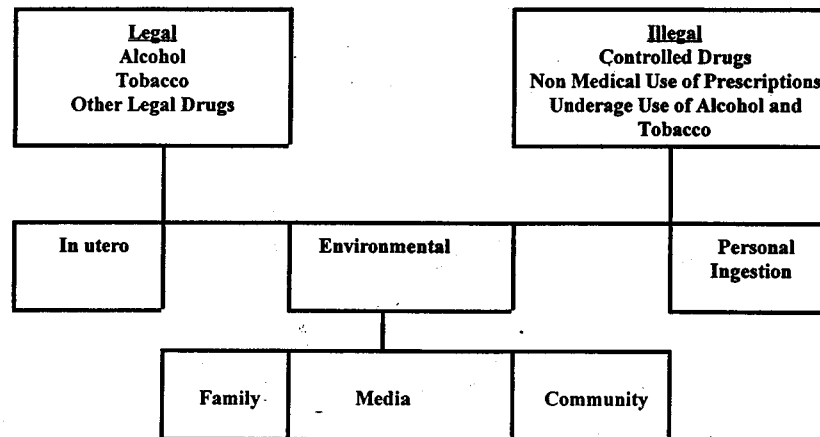 Legal
Alcohol
Tobacco
Other Legal Drugs
Illegal
Controlled Drugs
Non Medical Use of Prescriptions
Underage Use of Alcohol and
Tobacco
In utero
Environmental
Personal
Ingestion
Family
Media
Community